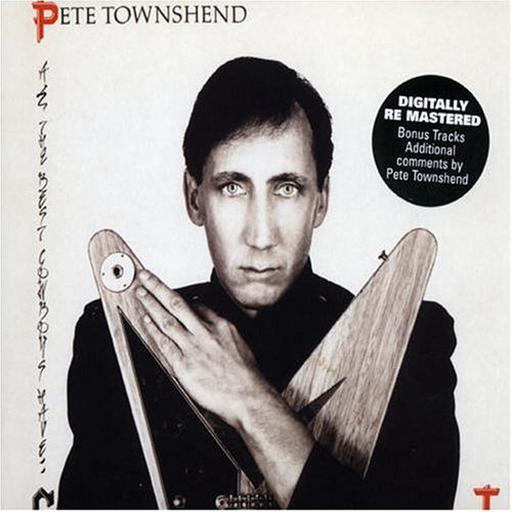 PETE TOWNSHEND
ALL THE BEST COWBOYS HAVE:
DIGITALLY
RE MASTERED
Bonus Tracks
Additional
comments by
Pete Townshend
C
T